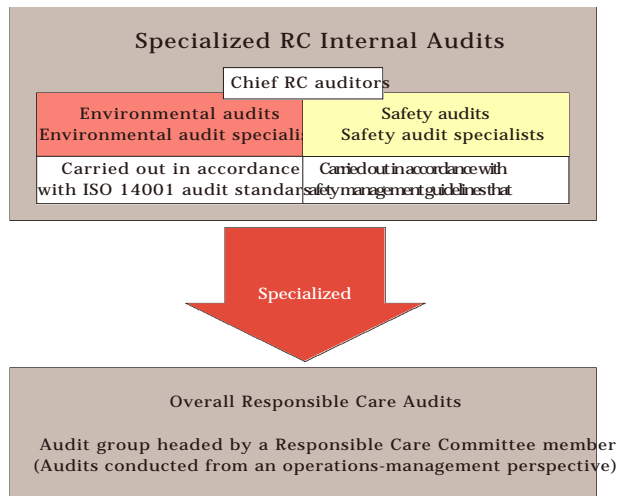 Specialized RC Internal Audits
Chief RC auditors
Environmental audits
Environmental audit specialis
Safety audits
Safety audit specialists
Carried out in accordance
with ISO 14001 audit standar
Carried out in accordance with
safety management guidelines that
Specialized
Overall Responsible Care Audits
Audit group headed by a Responsible Care Committee member
(Audits conducted from an operations-management perspective)